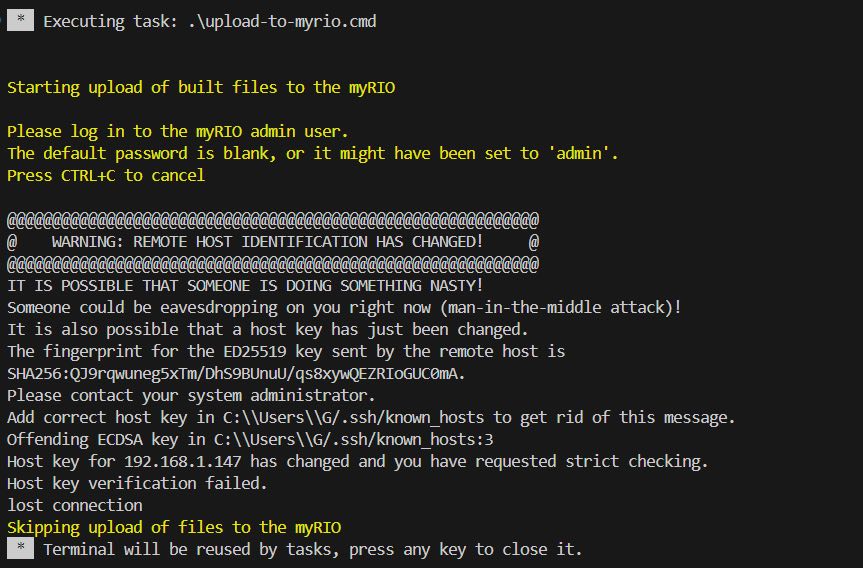 * Executing task: .\upload-to-myrio.cmd
Starting upload of built files to the myRIO
Please log in to the myRIO admin user.
The default password is blank, or it might have been set to 'admin'.
Press CTRL+C to cancel
@@@@@@@@@@@@@@@@@@@@@@@@@@@@@@@@@@@@@@@@@@@@@@@@@@@@@@@@@@@
@    WARNING: REMOTE HOST IDENTIFICATION HAS CHANGED!     @
@@@@@@@@@@@@@@@@@@@@@@@@@@@@@@@@@@@@@@@@@@@@@@@@@@@@@@@@@@@
IT IS POSSIBLE THAT SOMEONE IS DOING SOMETHING NASTY!
Someone could be eavesdropping on you right now (man-in-the-middle attack)!
It is also possible that a host key has just been changed.
The fingerprint for the ED25519 key sent by the remote host is
SHA256:QJ9rqwuneg5xTm/DhS9BUnuU/qs8xywQEZRIoGUC0mA.
Please contact your system administrator.
Add correct host key in C:\\Users\\G/.ssh/known_hosts to get rid of this message.
Offending ECDSA key in C:\\Users\\G/.ssh/known_hosts:3
Host key for 192.168.1.147 has changed and you have requested strict checking.
Host key verification failed.
lost connection
Skipping upload of files to the myRIO
* Terminal will be reused by tasks, press any key to close it.